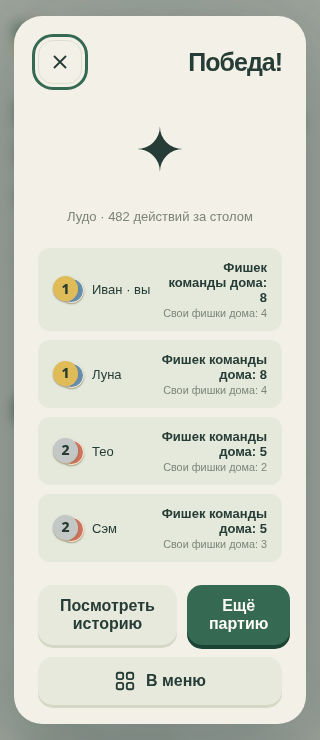 Победа!
Лудо · 482 действий за столом
1 Иван · вы
Фишек
команды дома:
8
Свои фишки дома: 4
1 Луна
Фишек команды
дома: 8
Свои фишки дома: 4
2 Тео
Фишек команды
дома: 5
Свои фишки дома: 2
2 Сэм
Фишек команды
дома: 5
Свои фишки дома: 3
Посмотреть
историю
Ещё
партию
В меню